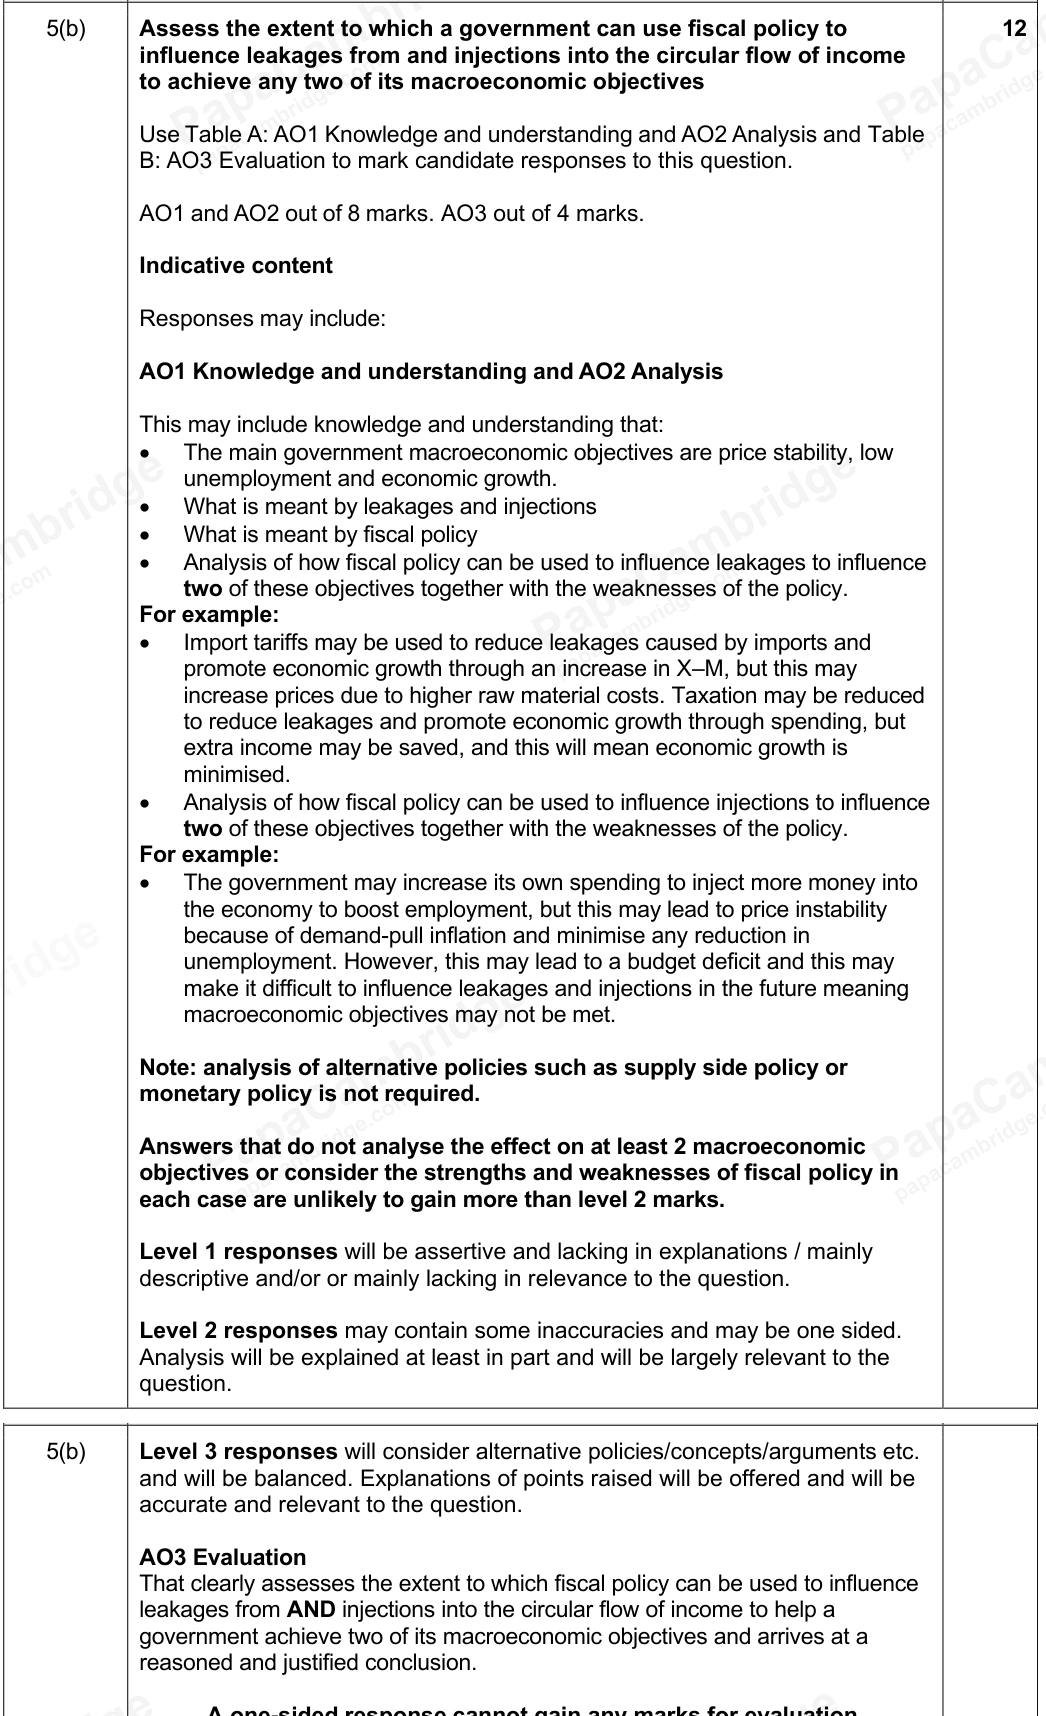 5(b)
Assess the extent to which a government can use fiscal policy to
influence leakages from and injections into the circular flow of income
to achieve any two of its macroeconomic objectives
12
Use Table A: AO1 Knowledge and understanding and AO2 Analysis and Table
B: AO3 Evaluation to mark candidate responses to this question.
AO1 and AO2 out of 8 marks. AO3 out of 4 marks.
Indicative content
Responses may include:
AO1 Knowledge and understanding and AO2 Analysis
This may include knowledge and understanding that:
• The main government macroeconomic objectives are price stability, low
unemployment and economic growth.
• What is meant by leakages and injections
• What is meant by fiscal policy
• Analysis of how fiscal policy can be used to influence leakages to influence
two of these objectives together with the weaknesses of the policy.
For example:
• Import tariffs may be used to reduce leakages caused by imports and
promote economic growth through an increase in X–M, but this may
increase prices due to higher raw material costs. Taxation may be reduced
to reduce leakages and promote economic growth through spending, but
extra income may be saved, and this will mean economic growth is
minimised.
• Analysis of how fiscal policy can be used to influence injections to influence
two of these objectives together with the weaknesses of the policy.
For example:
• The government may increase its own spending to inject more money into
the economy to boost employment, but this may lead to price instability
because of demand-pull inflation and minimise any reduction in
unemployment. However, this may lead to a budget deficit and this may
make it difficult to influence leakages and injections in the future meaning
macroeconomic objectives may not be met.
Note: analysis of alternative policies such as supply side policy or
monetary policy is not required.
Answers that do not analyse the effect on at least 2 macroeconomic
objectives or consider the strengths and weaknesses of fiscal policy in
each case are unlikely to gain more than level 2 marks.
Level 1 responses will be assertive and lacking in explanations / mainly
descriptive and/or or mainly lacking in relevance to the question.
Level 2 responses may contain some inaccuracies and may be one sided.
Analysis will be explained at least in part and will be largely relevant to the
question.
5(b)
Level 3 responses will consider alternative policies/concepts/arguments etc.
and will be balanced. Explanations of points raised will be offered and will be
accurate and relevant to the question.
AO3 Evaluation
That clearly assesses the extent to which fiscal policy can be used to influence
leakages from AND injections into the circular flow of income to help a
government achieve two of its macroeconomic objectives and arrives at a
reasoned and justified conclusion.
A one-sided response cannot gain any marks for evaluation